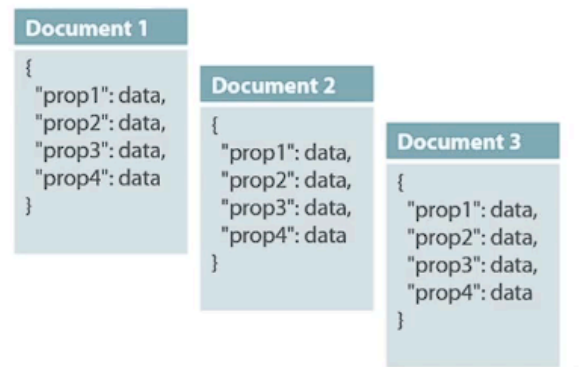 Document 1
{
"prop1": data,
"prop2": data,
"prop3": data,
"prop4": data
}
Document 2
{
"prop1": data,
"prop2": data,
"prop3": data,
"prop4": data
}
Document 3
{
"prop1": data,
"prop2": data,
"prop3": data,
"prop4": data
}